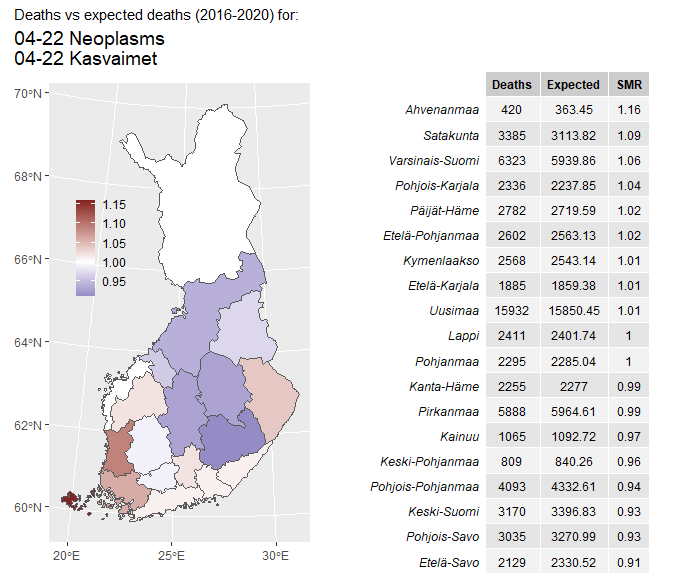 Deaths vs expected deaths (2016-2020) for:
04-22 Neoplasms
04-22 Kasvaimet
70°N
68°N
66°N
64°N
62°N
60°N
20°E 25°E 30°E
1.15
1.10
1.05
1.00
0.95
Deaths Expected SMR
Ahvenanmaa 420 363.45 1.16
Satakunta 3385 3113.82 1.09
Varsinais-Suomi 6323 5939.86 1.06
Pohjois-Karjala 2336 2237.85 1.04
Päijät-Häme 2782 2719.59 1.02
Etelä-Pohjanmaa 2602 2563.13 1.02
Kymenlaakso 2568 2543.14 1.01
Etelä-Karjala 1885 1859.38 1.01
Uusimaa 15932 15850.45 1.01
Lappi 2411 2401.74 1
Pohjanmaa 2295 2285.04 1
Kanta-Häme 2255 2277 0.99
Pirkanmaa 5888 5964.61 0.99
Kainuu 1065 1092.72 0.97
Keski-Pohjanmaa 809 840.26 0.96
Pohjois-Pohjanmaa 4093 4332.61 0.94
Keski-Suomi 3170 3396.83 0.93
Pohjois-Savo 3035 3270.99 0.93
Etelä-Savo 2129 2330.52 0.91